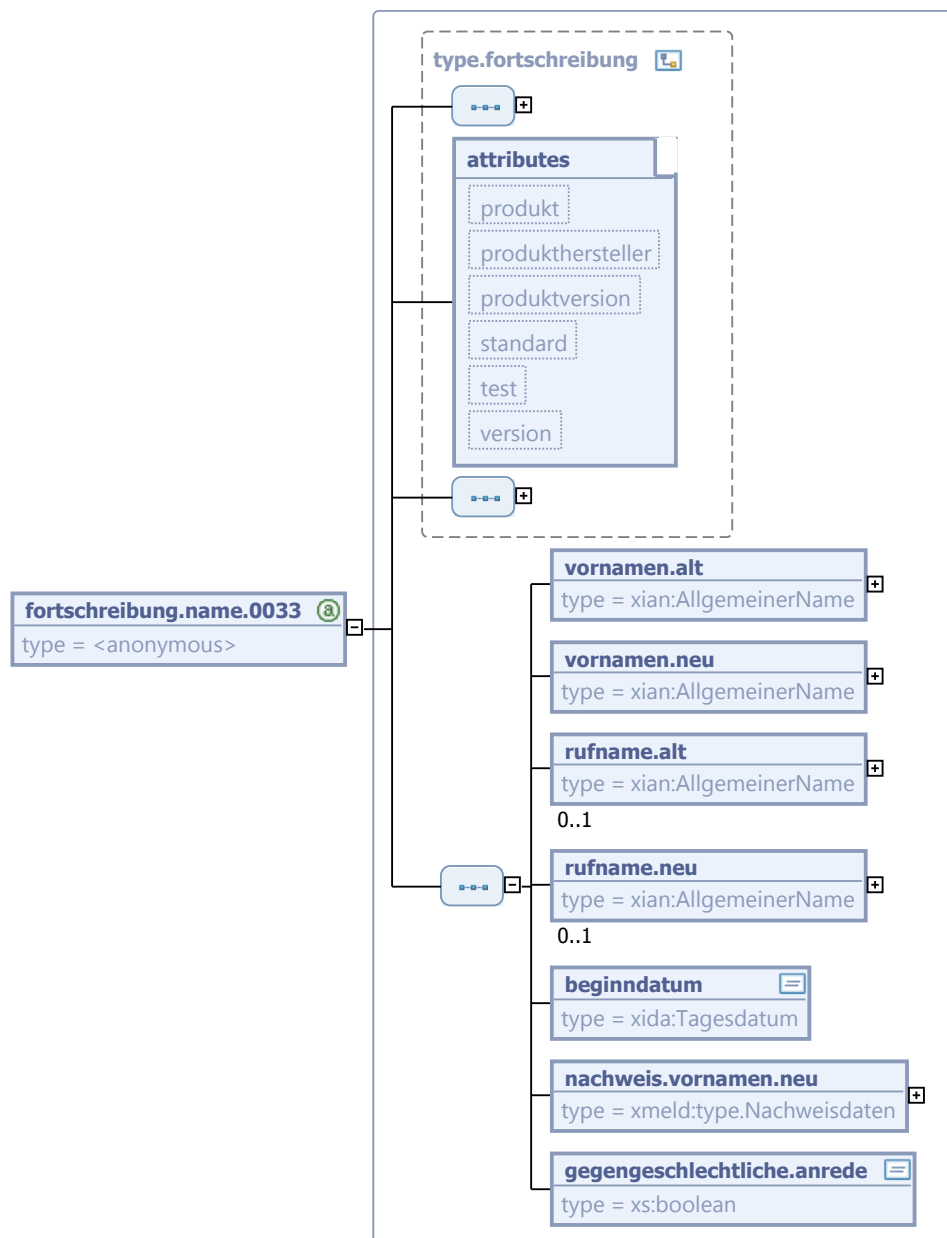 type.fortschreibung
attributes
produkt
produkthersteller
produktversion
standard
test
version
fortschreibung.name.0033
type = <anonymous>
vornamen.alt
type = xian:AllgemeinerName
vornamen.neu
type = xian:AllgemeinerName
rufname.alt
type = xian:AllgemeinerName
0..1
rufname.neu
type = xian:AllgemeinerName
0..1
beginndatum
type = xida:Tagesdatum
nachweis.vornamen.neu
type = xmeld:type.Nachweisdaten
gegengeschlechtliche.anrede
type = xs:boolean